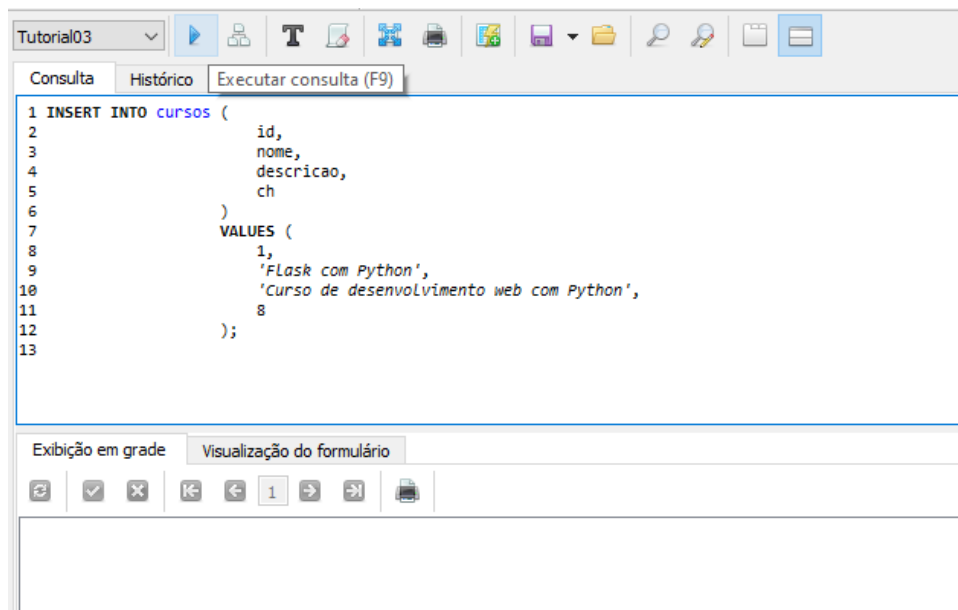 Tutorial03
Consulta Histórico Executar consulta (F9)
1 INSERT INTO cursos (
2 id,
3 nome,
4 descricao,
5 ch
6 )
7 VALUES (
8 1,
9 'Flask com Python',
10 'Curso de desenvolvimento web com Python',
11 8
12 );
13
Exibição em grade Visualização do formulário
1